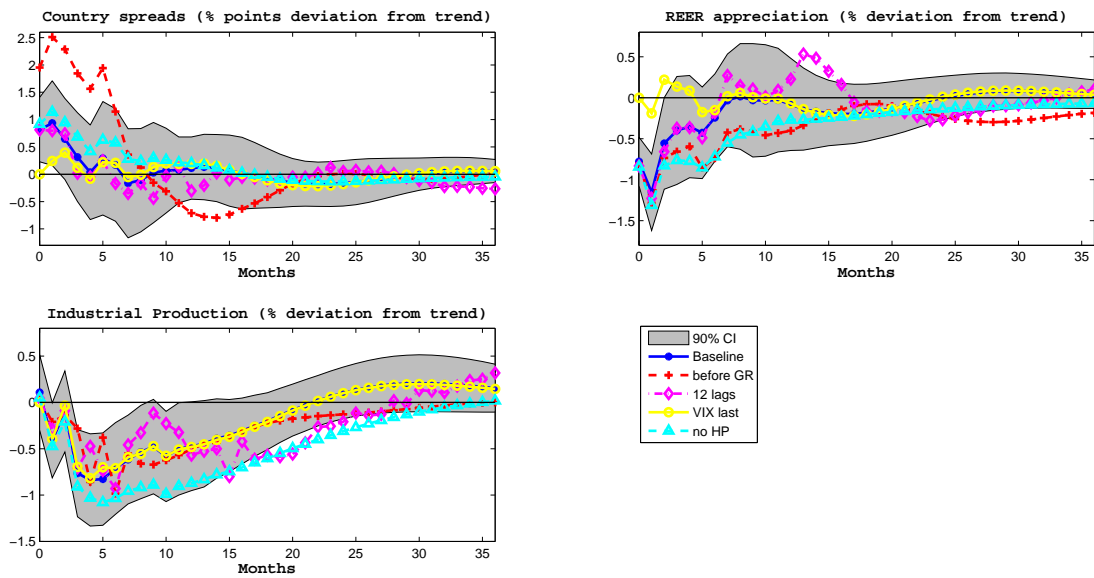 Country spreads (% points deviation from trend)
2.5
2
1.5
1
0.5
0
−0.5
−1
0 5 10 15 20 25 30 35
Months
REER appreciation (% deviation from trend)
0.5
0
−0.5
−1
−1.5
0 5 10 15 20 25 30 35
Months
Industrial Production (% deviation from trend)
0.5
0
−0.5
−1
−1.5
0 5 10 15 20 25 30 35
Months
90% CI
Baseline
before GR
12 lags
VIX last
no HP